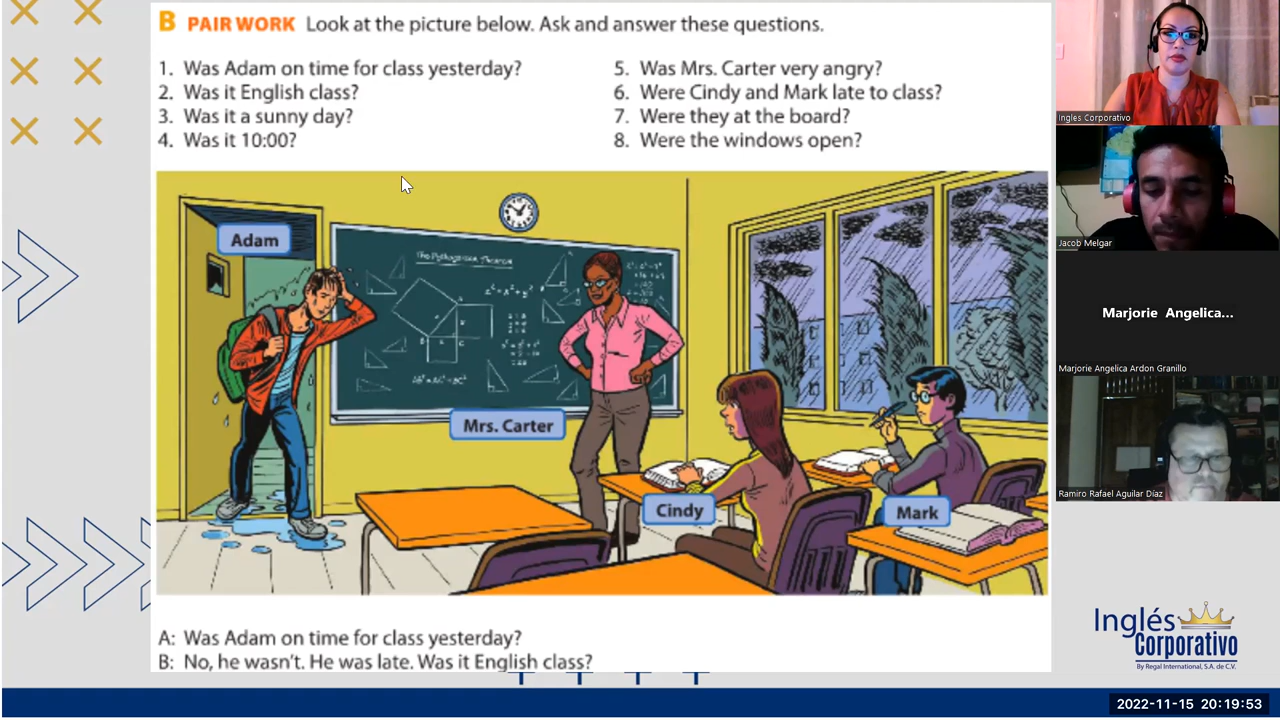 B PAIR WORK Look at the picture below. Ask and answer these questions.
1. Was Adam on time for class yesterday?
2. Was it English class?
3. Was it a sunny day?
4. Was it 10:00?
5. Was Mrs. Carter very angry?
6. Were Cindy and Mark late to class?
7. Were they at the board?
8. Were the windows open?
Adam
The Pythagorean Theorem
Mrs. Carter
Cindy
Mark
A: Was Adam on time for class yesterday?
B: No, he wasn't. He was late. Was it English class?
Ingles Corporativo
Jacob Melgar
Marjorie Angelica...
Marjorie Angelica Ardon Granillo
Ramiro Rafael Aguilar Díaz
Inglés
Corporativo
By Regal International, S.A. de C.V.
2022-11-15 20:19:53